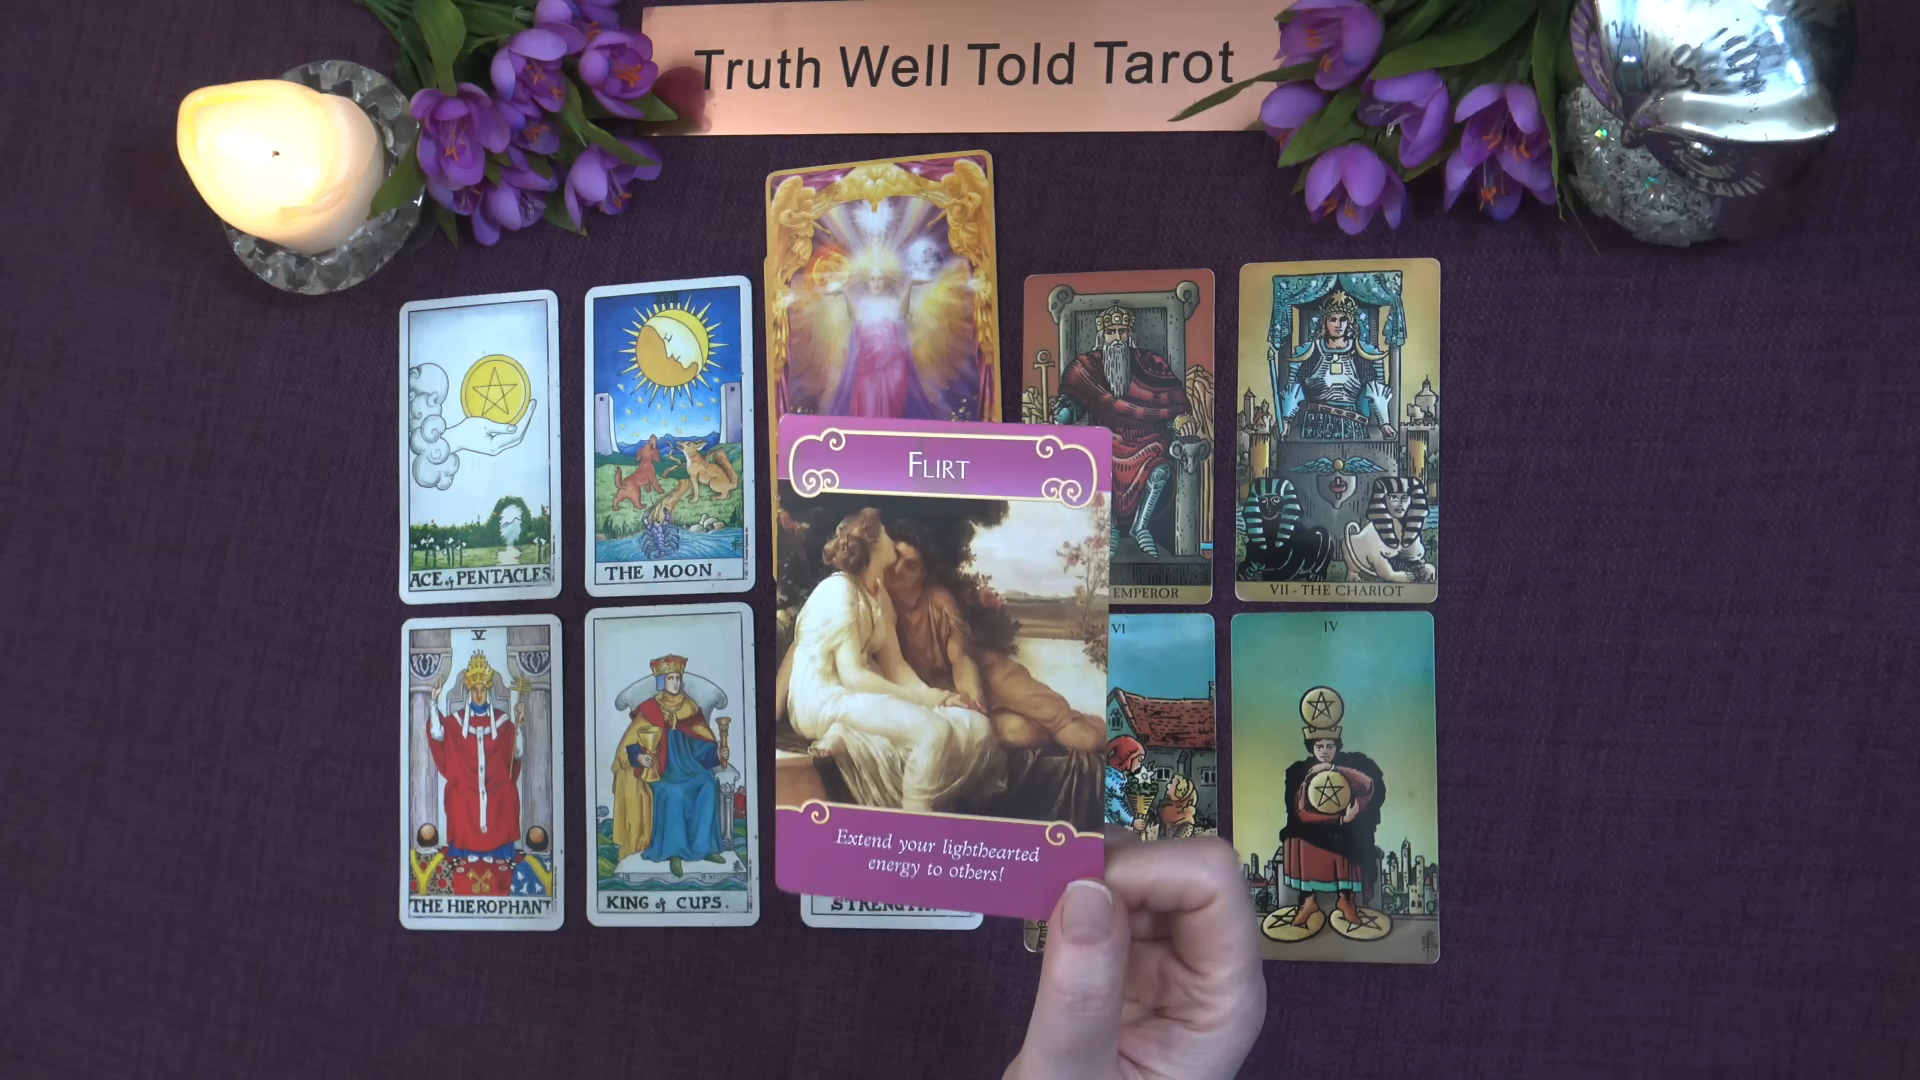 Truth Well Told Tarot
ACE of PENTACLES
THE MOON.
EMPEROR
VII - THE CHARIOT
FLIRT
Extend your lighthearted
energy to others!
V
THE HIEROPHANT
KING of CUPS.
STRENGTH.
VI
IV